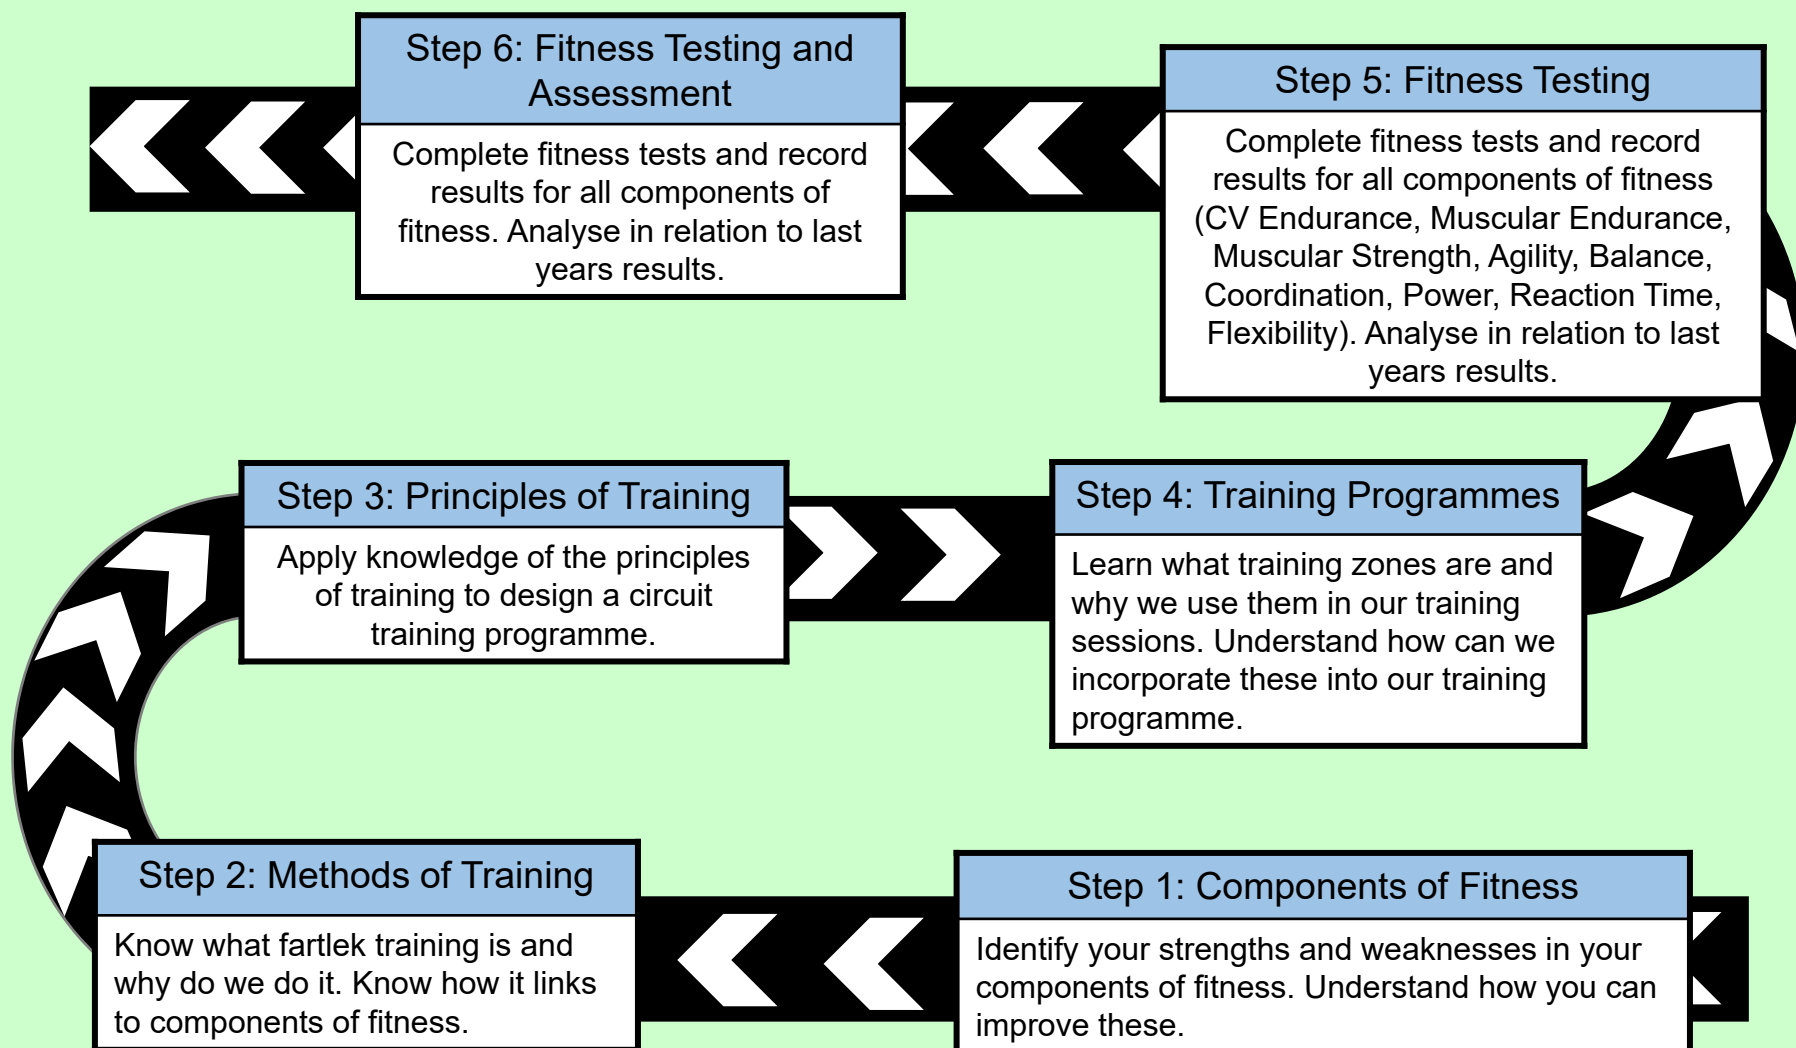 Step 6: Fitness Testing and
Assessment
Complete fitness tests and record
results for all components of
fitness. Analyse in relation to last
years results.
Step 5: Fitness Testing
Complete fitness tests and record
results for all components of fitness
(CV Endurance, Muscular Endurance,
Muscular Strength, Agility, Balance,
Coordination, Power, Reaction Time,
Flexibility). Analyse in relation to last
years results.
Step 3: Principles of Training
Apply knowledge of the principles
of training to design a circuit
training programme.
Step 4: Training Programmes
Learn what training zones are and
why we use them in our training
sessions. Understand how can we
incorporate these into our training
programme.
Step 2: Methods of Training
Know what fartlek training is and
why do we do it. Know how it links
to components of fitness.
Step 1: Components of Fitness
Identify your strengths and weaknesses in your
components of fitness. Understand how you can
improve these.